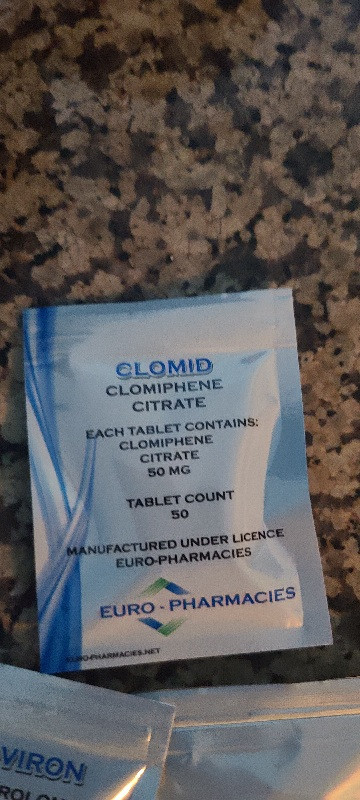 CLOMID
CLOMIPHENE
CITRATE
EACH TABLET CONTAINS:
CLOMIPHENE
CITRATE
50 MG
TABLET COUNT
50
MANUFACTURED UNDER LICENCE
EURO-PHARMACIES
EURO - PHARMACIES
EURO-PHARMACIES.NET
VIRON
ROLO